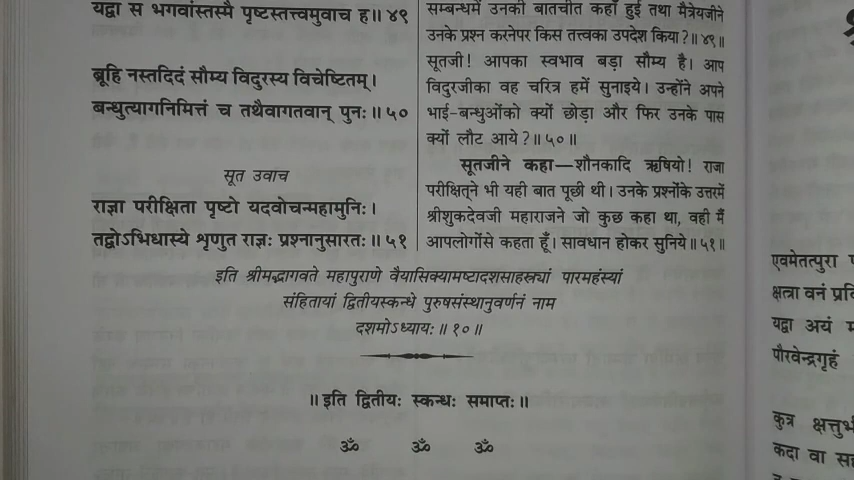 यद्वा स भगवांस्तस्मै पृष्टस्तत्त्वमुवाच ह॥ ४९
ब्रूहि नस्तदिदं सौम्य विदुरस्य विचेष्टितम्।
बन्धुत्यागनिमित्तं च तथैवागतवान् पुनः॥ ५०
सूत उवाच
राज्ञा परीक्षिता पृष्टो यदवोचन्महामुनिः।
तद्वोऽभिधास्ये शृणुत राज्ञः प्रश्नानुसारतः॥ ५१
सम्बन्धमें उनकी बातचीत कहाँ हुई तथा मैत्रेयजीने
उनके प्रश्न करनेपर किस तत्त्वका उपदेश किया?॥ ४९॥
सूतजी! आपका स्वभाव बड़ा सौम्य है। आप
विदुरजीका वह चरित्र हमें सुनाइये। उन्होंने अपने
भाई-बन्धुओंको क्यों छोड़ा और फिर उनके पास
क्यों लौट आये?॥ ५०॥
सूतजीने कहा—शौनकादि ऋषियो! राजा
परीक्षित्‌ने भी यही बात पूछी थी। उनके प्रश्नोंके उत्तरमें
श्रीशुकदेवजी महाराजने जो कुछ कहा था, वही मैं
आपलोगोंसे कहता हूँ। सावधान होकर सुनिये॥ ५१॥
इति श्रीमद्भागवते महापुराणे वैयासिक्यामष्टादशसाहस्र्यां पारमहंस्यां
संहितायां द्वितीयस्कन्धे पुरुषसंस्थानुवर्णनं नाम
दशमोऽध्यायः॥ १०॥
॥ इति द्वितीयः स्कन्धः समाप्तः॥
ॐ ॐ ॐ
एवमेतत्पुरा
क्षत्त्रा वनं
यद्वा अयं
पौरवेन्द्रगृहं
कुत्र
कदा वा